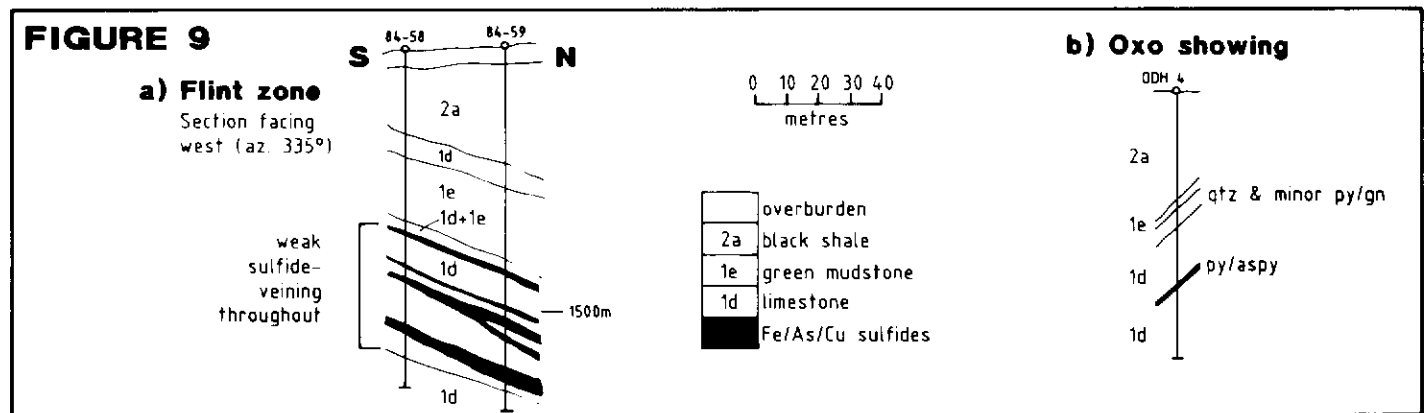 FIGURE 9
a) Flint zone
Section facing
west (az. 335°)
S
84-58
84-59
N
2a
1d
1e
1d+1e
1d
1d
weak
sulfide-
veining
throughout
1500m
0 10 20 30 40
metres
overburden
2a black shale
1e green mudstone
1d limestone
Fe/As/Cu sulfides
b) Oxo showing
ODH 4
2a
qtz & minor py/gn
1e
py/aspy
1d
1d